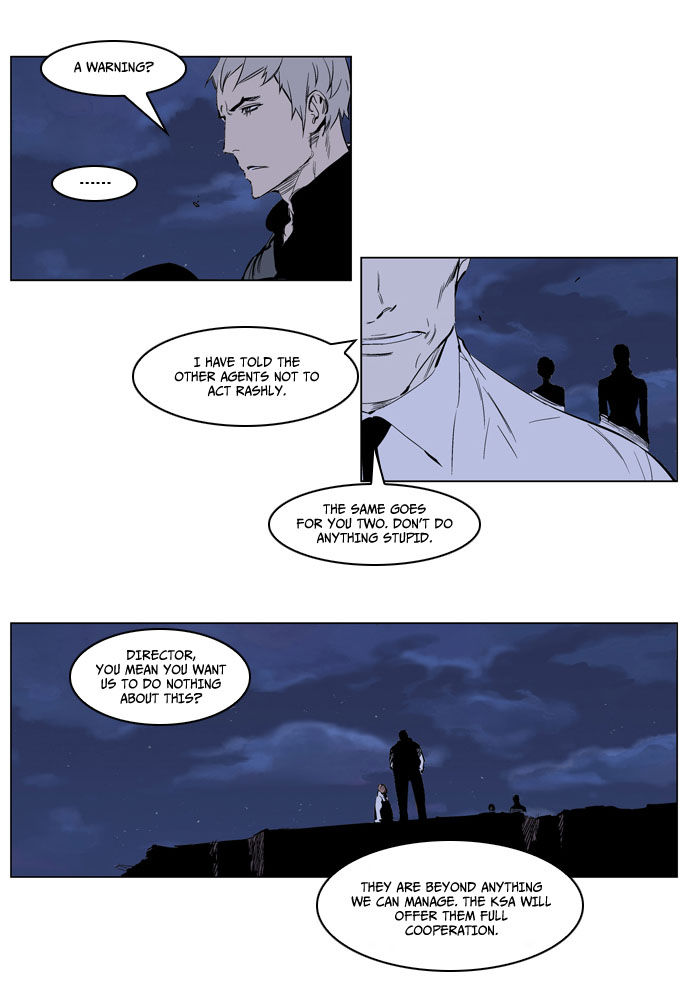 A WARNING?
------
I HAVE TOLD THE
OTHER AGENTS NOT TO
ACT RASHLY.
THE SAME GOES
FOR YOU TWO. DON'T DO
ANYTHING STUPID.
DIRECTOR,
YOU MEAN YOU WANT
US TO DO NOTHING
ABOUT THIS?
THEY ARE BEYOND ANYTHING
WE CAN MANAGE. THE KSA WILL
OFFER THEM FULL
COOPERATION.